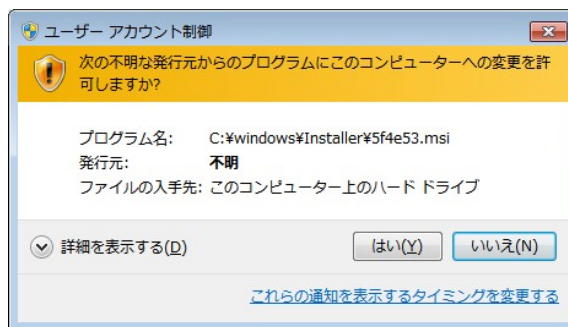 ユーザー アカウント制御
次の不明な発行元からのプログラムにこのコンピューターへの変更を許
可しますか?
プログラム名: C:¥windows¥Installer¥5f4e53.msi
発行元: 不明
ファイルの入手先: このコンピューター上のハード ドライブ
詳細を表示する(D)
はい(Y) いいえ(N)
これらの通知を表示するタイミングを変更する